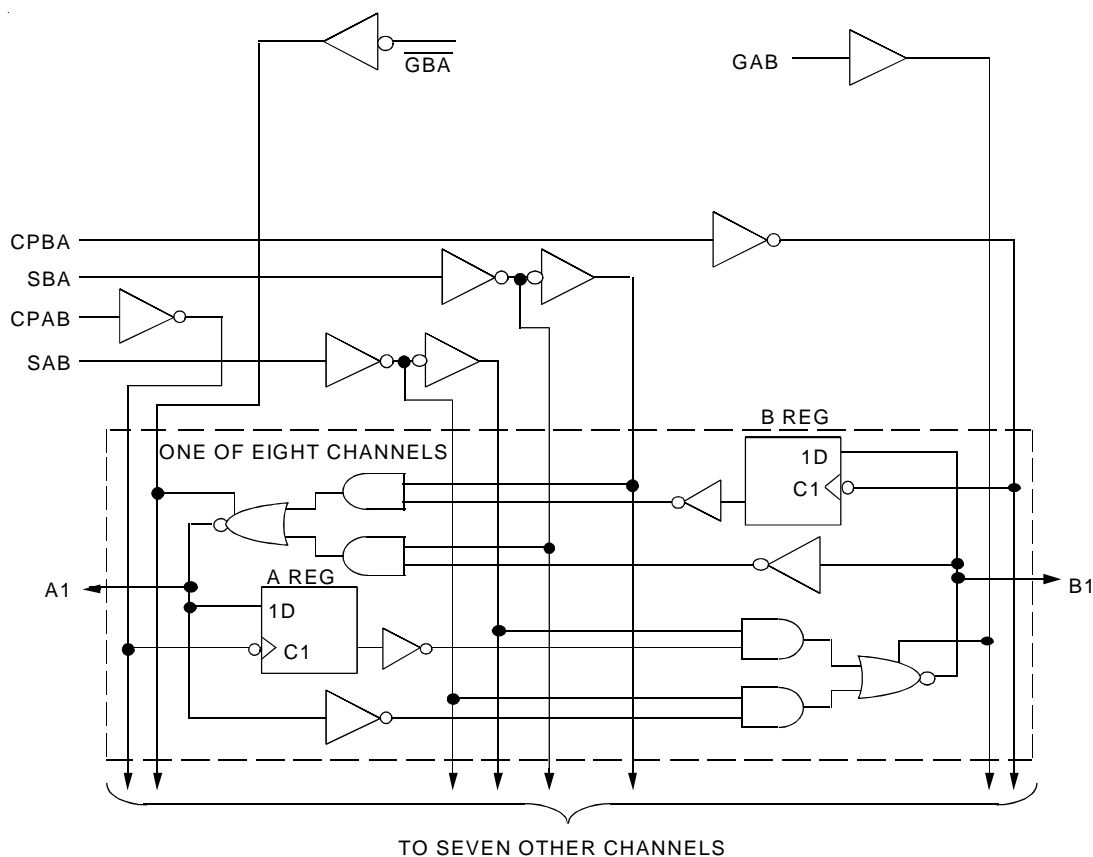 GBA
GAB
CPBA
SBA
CPAB
SAB
B REG
ONE OF EIGHT CHANNELS
1D
C1
A REG
A1
B1
1D
C1
TO SEVEN OTHER CHANNELS